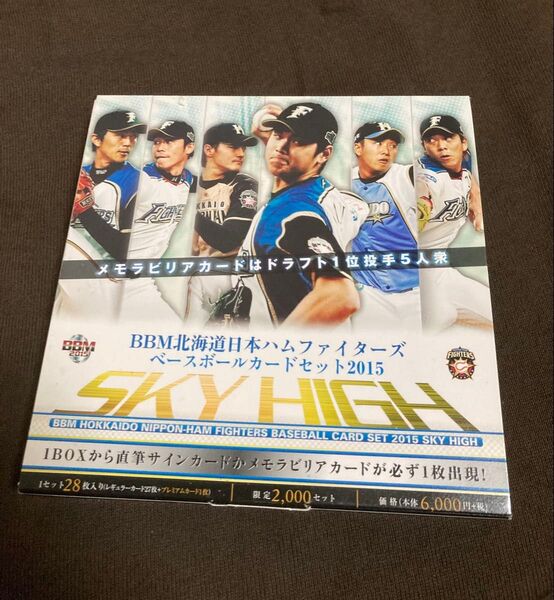 メモラビリアカードはドラフト1位投手5人衆
BBM
2015
BBM北海道日本ハムファイターズ
ベースボールカードセット2015
FIGHTERS
SKY HIGH
BBM HOKKAIDO NIPPON-HAM FIGHTERS BASEBALL CARD SET 2015 SKY HIGH
1BOXから直筆サインカードかメモラビリアカードが必ず1枚出現!
1セット28枚入り(レギュラーカード27枚+プレミアムカード1枚)
限定2,000セット
価格(本体6,000円+税)